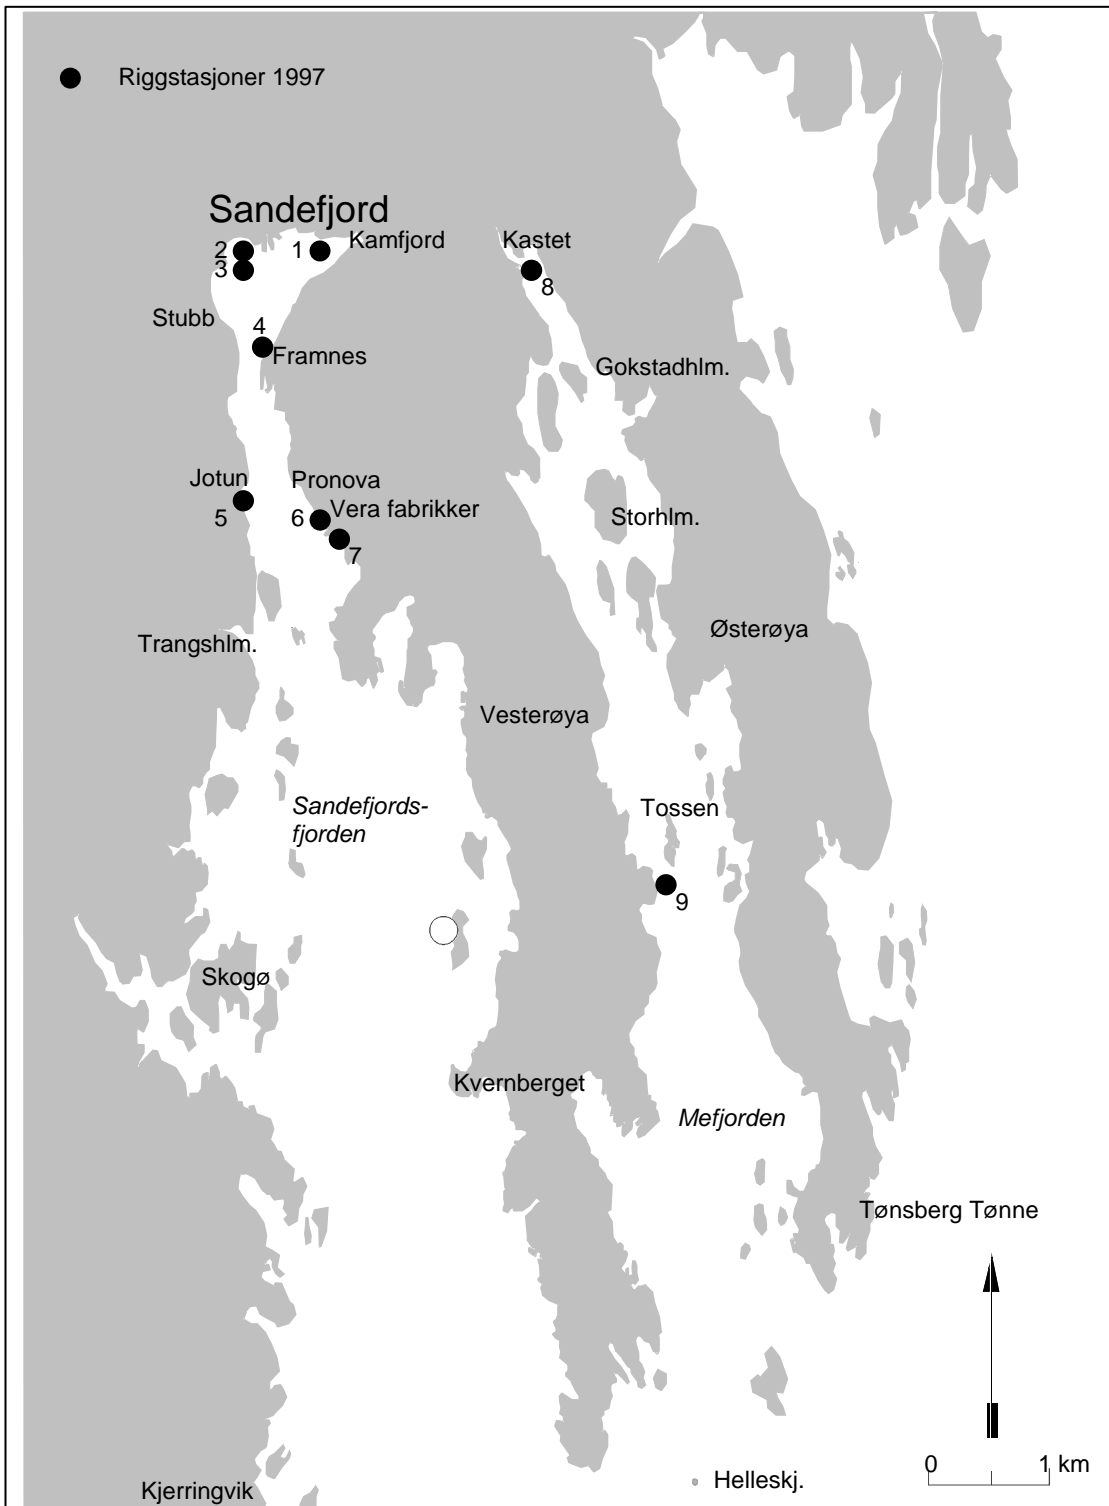 Riggstasjoner 1997
Sandefjord
2
1
Kamfjord
Kastet
3
8
Stubb
4
Framnes
Gokstadhlm.
Jotun
Pronova
5
6
Vera fabrikker
Storhlm.
7
Trangshlm.
Østerøya
Vesterøya
Sandefjords-
fjorden
Tossen
9
Skogø
Kvernberget
Mefjorden
Tønsberg Tønne
0
1 km
Kjerringvik
Helleskj.